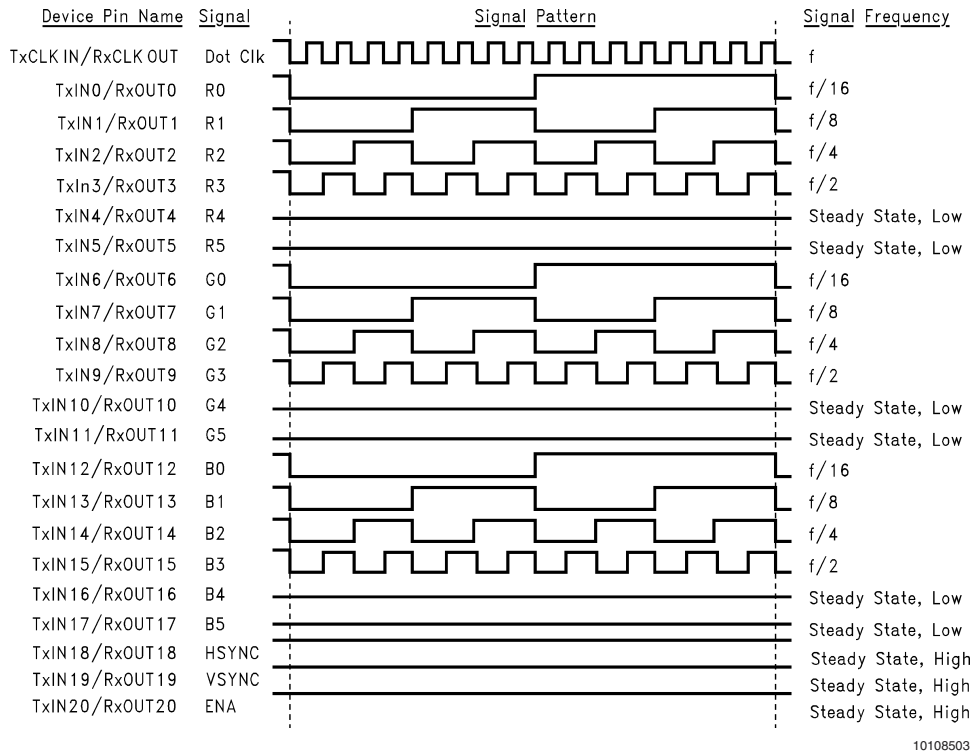 Device Pin Name Signal Signal Pattern Signal Frequency
TxCLK IN/RxCLK OUT Dot Clk f
TxIN0/RxOUT0 R0 f/16
TxIN1/RxOUT1 R1 f/8
TxIN2/RxOUT2 R2 f/4
TxIn3/RxOUT3 R3 f/2
TxIN4/RxOUT4 R4 Steady State, Low
TxIN5/RxOUT5 R5 Steady State, Low
TxIN6/RxOUT6 G0 f/16
TxIN7/RxOUT7 G1 f/8
TxIN8/RxOUT8 G2 f/4
TxIN9/RxOUT9 G3 f/2
TxIN10/RxOUT10 G4 Steady State, Low
TxIN11/RxOUT11 G5 Steady State, Low
TxIN12/RxOUT12 B0 f/16
TxIN13/RxOUT13 B1 f/8
TxIN14/RxOUT14 B2 f/4
TxIN15/RxOUT15 B3 f/2
TxIN16/RxOUT16 B4 Steady State, Low
TxIN17/RxOUT17 B5 Steady State, Low
TxIN18/RxOUT18 HSYNC Steady State, High
TxIN19/RxOUT19 VSYNC Steady State, High
TxIN20/RxOUT20 ENA Steady State, High
10108503